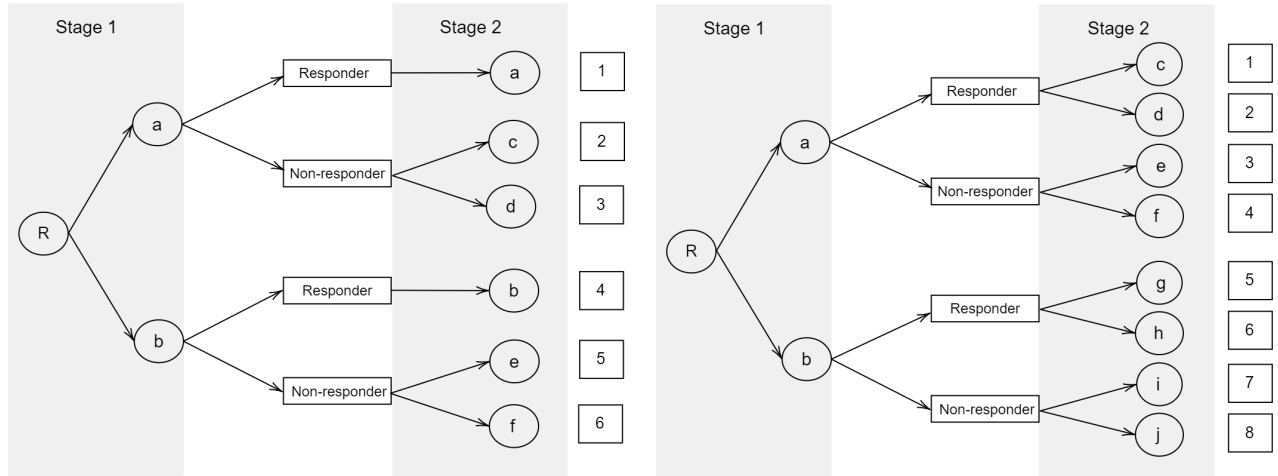 Stage 1
Stage 2
Responder
a
1
a
c
2
Non-responder
d
3
R
Responder
b
4
b
e
5
Non-responder
f
6
Stage 1
Stage 2
c
1
Responder
d
2
a
e
3
Non-responder
f
4
R
g
5
Responder
h
6
b
i
7
Non-responder
j
8